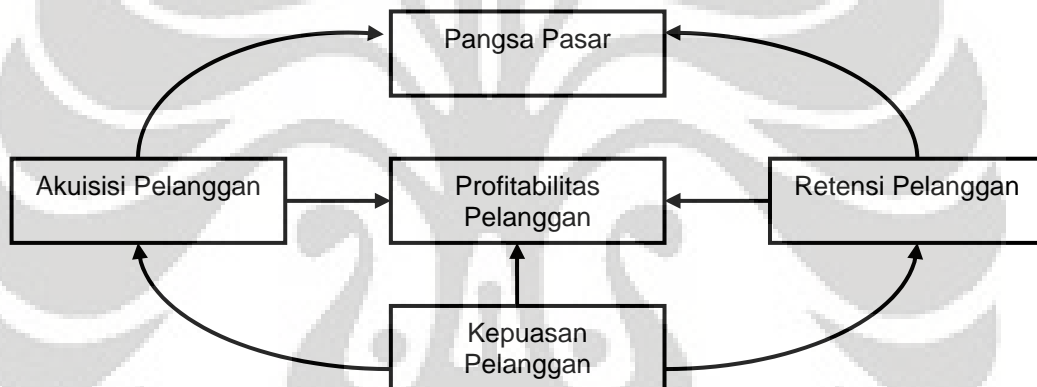 Pangsa Pasar
Akuisisi Pelanggan
Profitabilitas
Pelanggan
Retensi Pelanggan
Kepuasan
Pelanggan